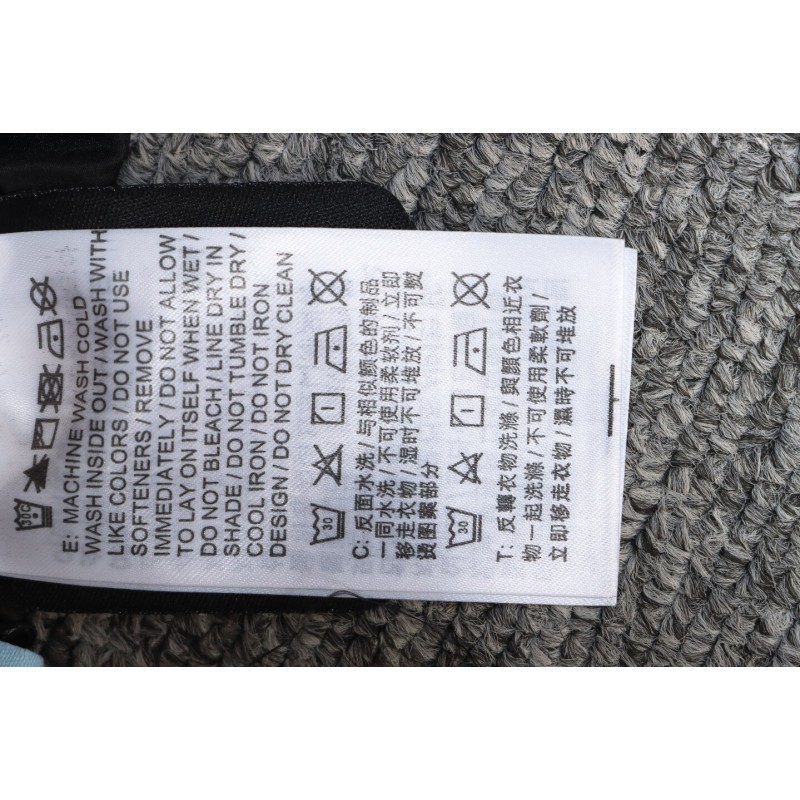 30C
E: MACHINE WASH COLD
WASH INSIDE OUT / WASH WITH
LIKE COLORS / DO NOT USE
SOFTENERS / REMOVE
IMMEDIATELY / DO NOT ALLOW
TO LAY ON ITSELF WHEN WET /
DO NOT BLEACH / LINE DRY IN
SHADE / DO NOT TUMBLE DRY /
COOL IRON / DO NOT IRON
DESIGN / DO NOT DRY CLEAN
30
C: 反面水洗 / 与相似颜色的制品
一同水洗 / 不可使用柔软剂 / 立即
移走衣物 / 湿时不可堆放 / 不可熨
烫图案部分
30
T: 反轉衣物洗滌 / 與顏色相近衣
物一起洗滌 / 不可使用柔軟劑 /
立即移走衣物 / 濕時不可堆放